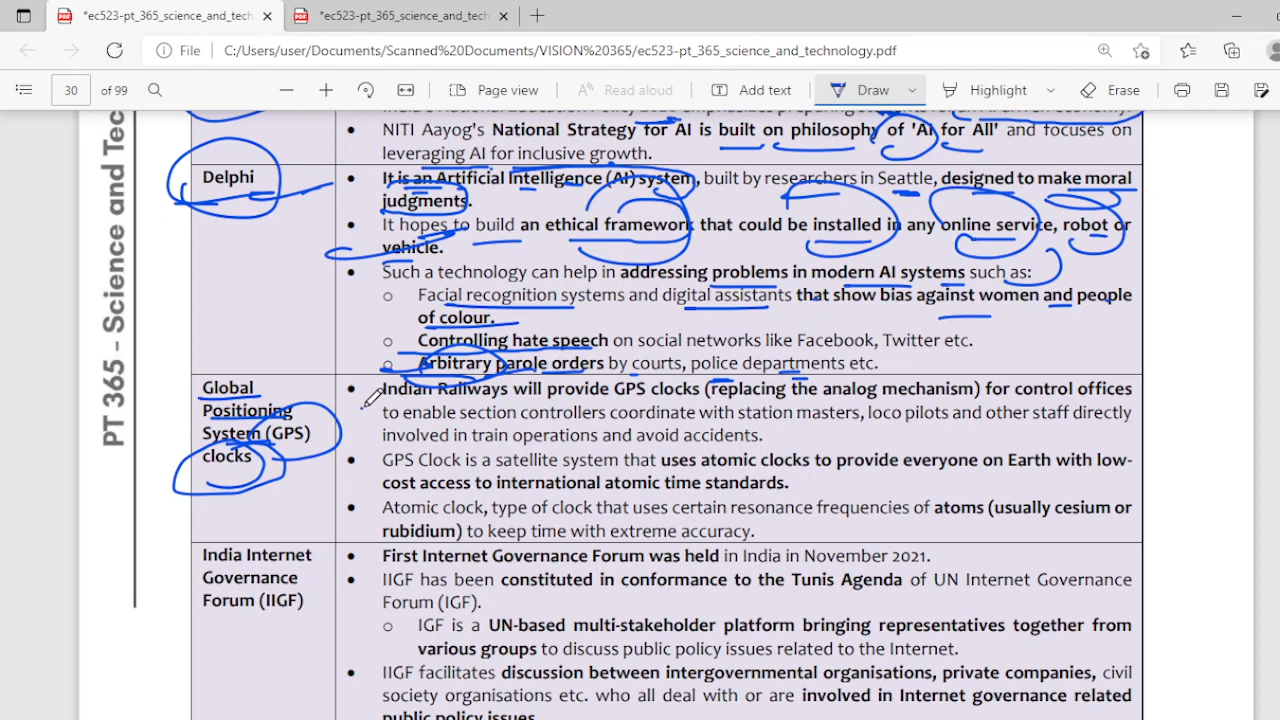 *ec523-pt_365_science_and_tech
*ec523-pt_365_science_and_tech
File
C:/Users/user/Documents/Scanned%20Documents/VISION%20365/ec523-pt_365_science_and_technology.pdf
30
of 99
Page view
Read aloud
Add text
Draw
Highlight
Erase
PT 365 - Science and Tec
NITI Aayog's National Strategy for AI is built on philosophy of 'AI for All' and focuses on
leveraging AI for inclusive growth.
Delphi
• It is an Artificial Intelligence (AI) system, built by researchers in Seattle, designed to make moral
judgments.
• It hopes to build an ethical framework that could be installed in any online service, robot or
vehicle.
• Such a technology can help in addressing problems in modern AI systems such as:
o Facial recognition systems and digital assistants that show bias against women and people
of colour.
o Controlling hate speech on social networks like Facebook, Twitter etc.
o Arbitrary parole orders by courts, police departments etc.
Global
Positioning
System (GPS)
clocks
• Indian Railways will provide GPS clocks (replacing the analog mechanism) for control offices
to enable section controllers coordinate with station masters, loco pilots and other staff directly
involved in train operations and avoid accidents.
• GPS Clock is a satellite system that uses atomic clocks to provide everyone on Earth with low-
cost access to international atomic time standards.
• Atomic clock, type of clock that uses certain resonance frequencies of atoms (usually cesium or
rubidium) to keep time with extreme accuracy.
India Internet
Governance
Forum (IIGF)
• First Internet Governance Forum was held in India in November 2021.
• IIGF has been constituted in conformance to the Tunis Agenda of UN Internet Governance
Forum (IGF).
o IGF is a UN-based multi-stakeholder platform bringing representatives together from
various groups to discuss public policy issues related to the Internet.
• IIGF facilitates discussion between intergovernmental organisations, private companies, civil
society organisations etc. who all deal with or are involved in Internet governance related
public policy issues.